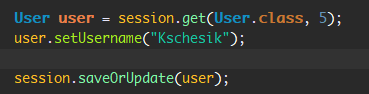 User user = session.get(User.class, 5);
user.setUsername("Kschesik");
session.saveOrUpdate(user);